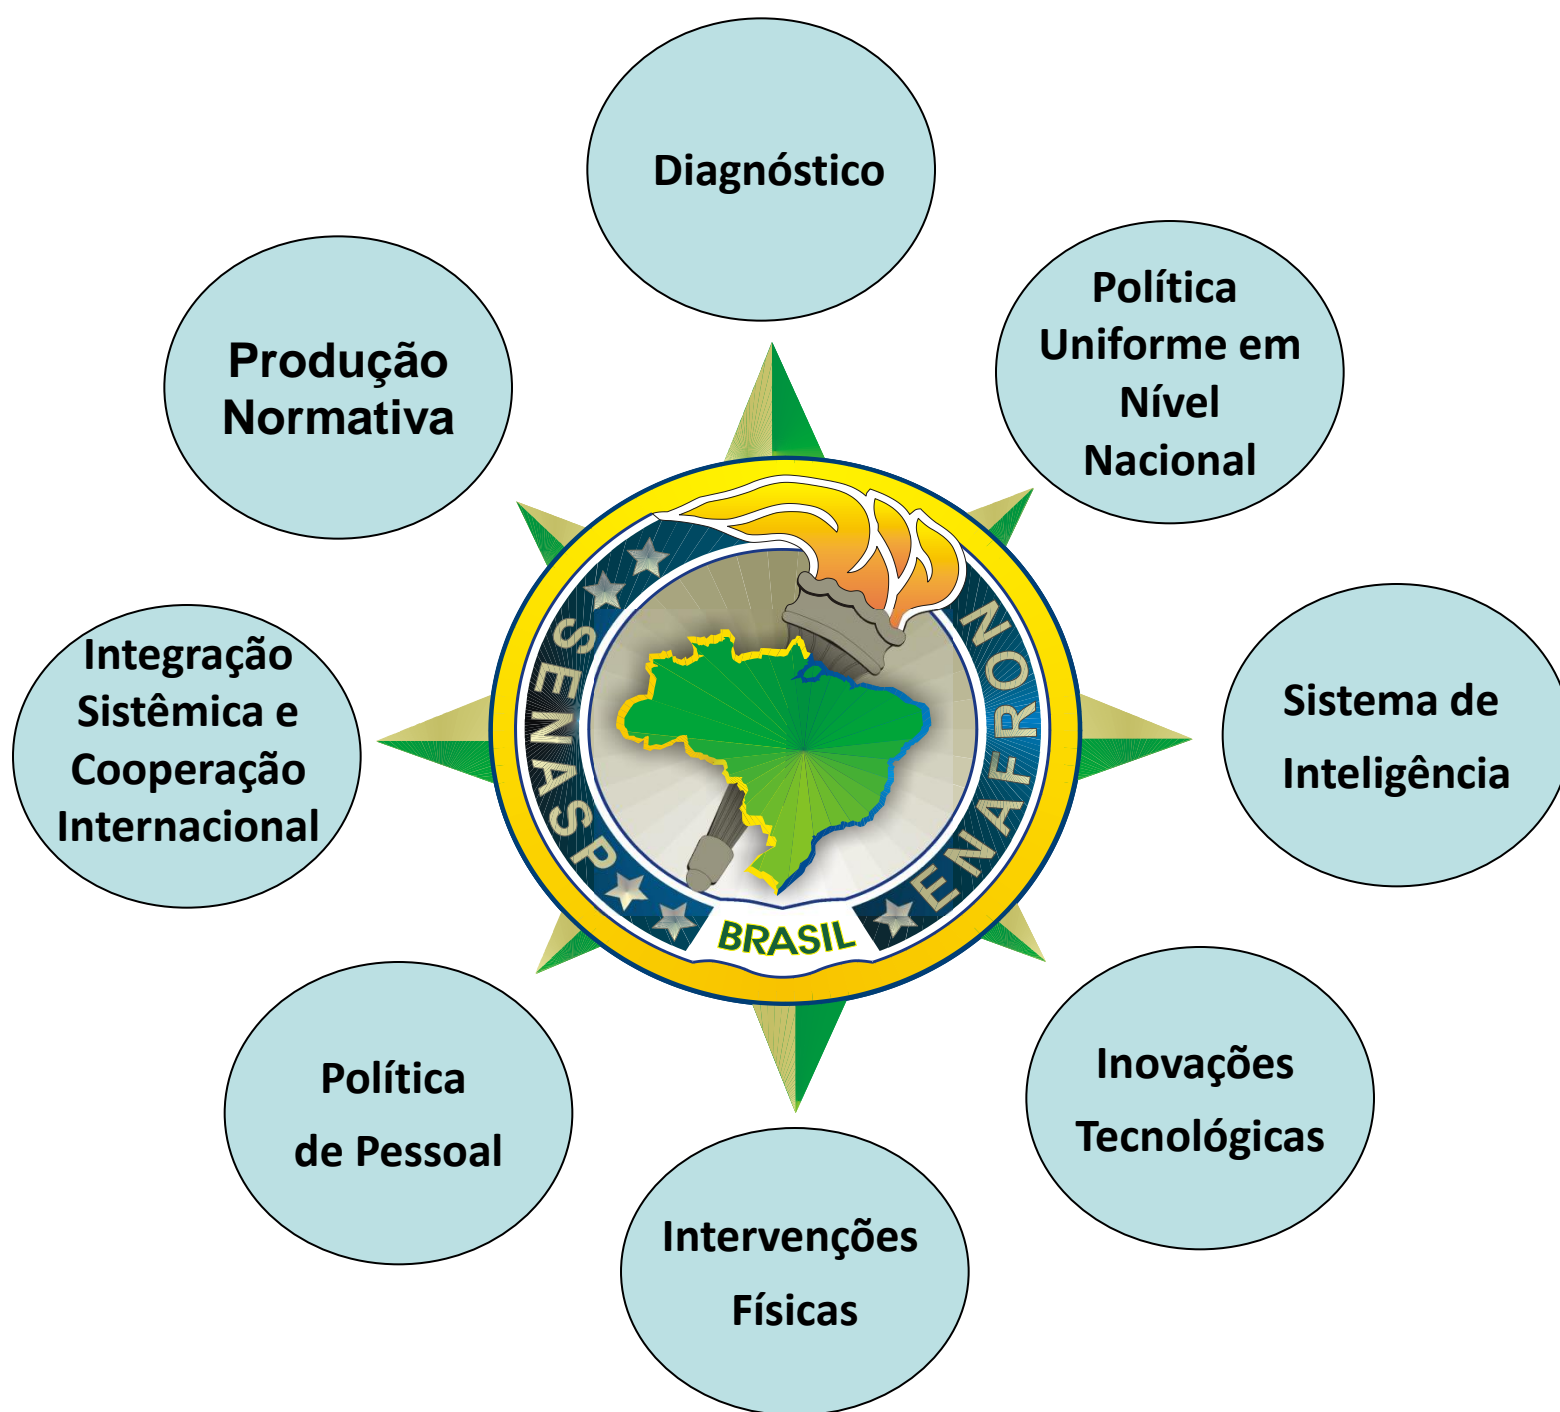 Diagnóstico
Política
Uniforme em
Nível
Nacional
Produção
Normativa
Sistema de
Inteligência
Integração
Sistêmica e
Cooperação
Internacional
SENASP
ENAFRON
BRASIL
Inovações
Tecnológicas
Política
de Pessoal
Intervenções
Físicas